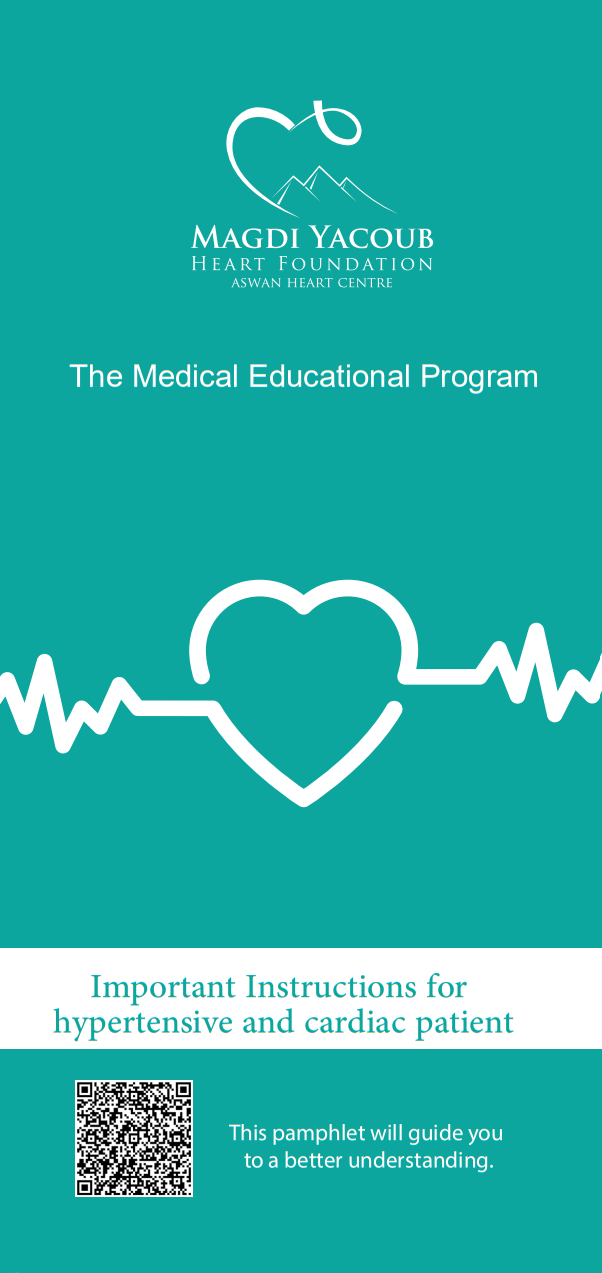 MAGDI YACOUB
HEART FOUNDATION
ASWAN HEART CENTRE
The Medical Educational Program
Important Instructions for
hypertensive and cardiac patient
This pamphlet will guide you
to a better understanding.